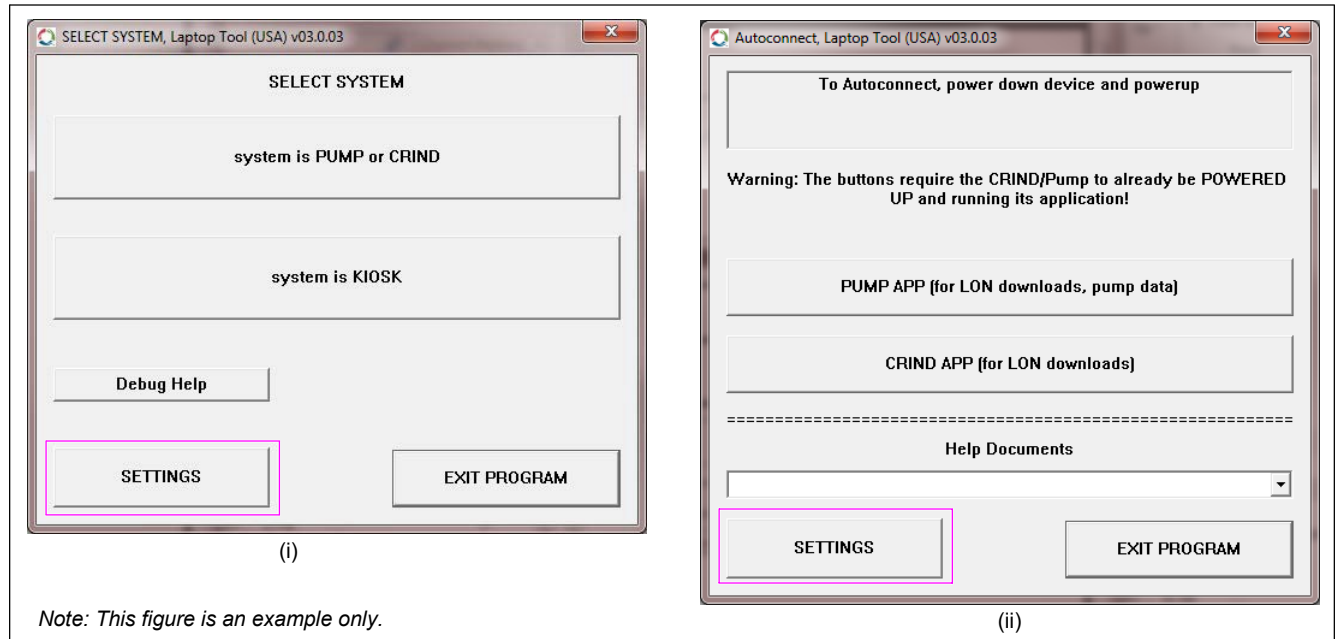 SELECT SYSTEM, Laptop Tool (USA) v03.0.03
x
SELECT SYSTEM
system is PUMP or CRIND
system is KIOSK
Debug Help
SETTINGS
EXIT PROGRAM
(i)
Note: This figure is an example only.
Autoconnect, Laptop Tool (USA) v03.0.03
x
To Autoconnect, power down device and powerup
Warning: The buttons require the CRIND/Pump to already be POWERED
UP and running its application!
PUMP APP (for LON downloads, pump data)
CRIND APP (for LON downloads)
============================================================
Help Documents
SETTINGS
EXIT PROGRAM
(ii)